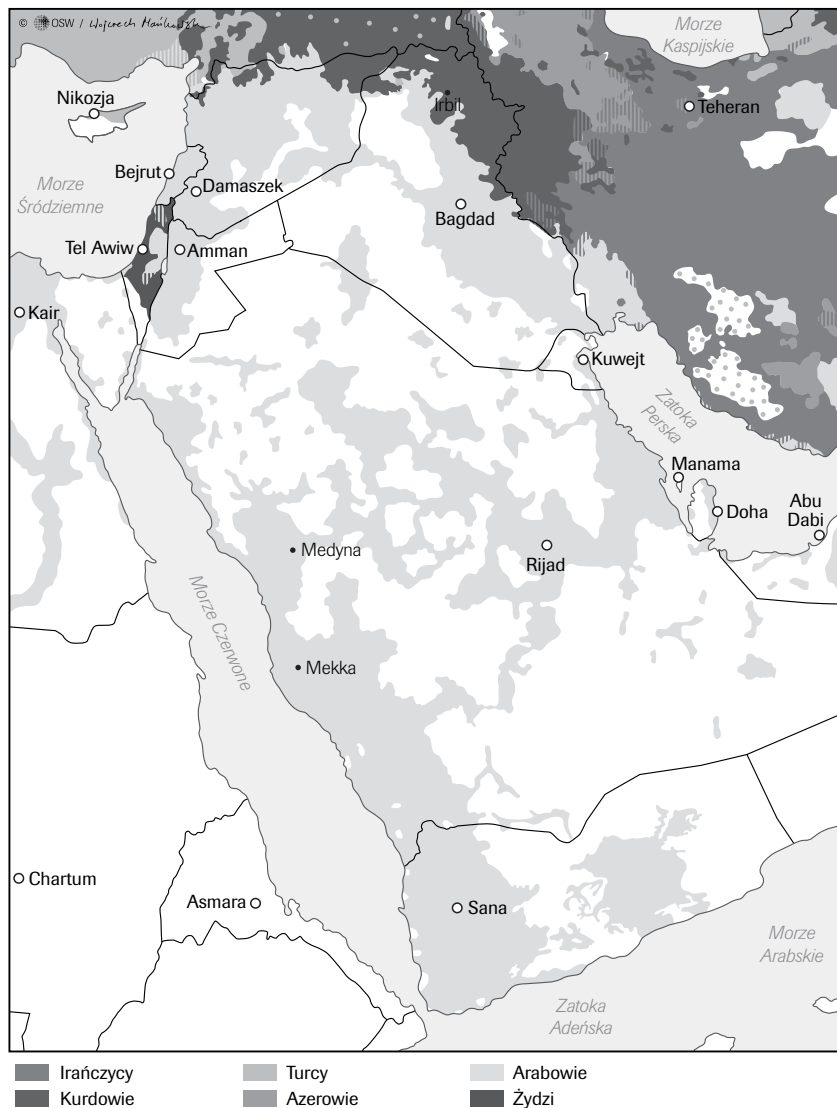 © OSW / Wojciech Mańkowski
Morze
Kaspijskie
Nikozja
Irbil
Teheran
Bejrut
Damaszek
Morze
Śródziemne
Bagdad
Tel Awiw
Amman
Kair
Kuwejt
Zatoka
Perska
Manama
Doha
Abu
Dabi
Medyna
Rijad
Morze Czerwone
Mekka
Chartum
Asmara
Sana
Morze
Arabskie
Zatoka
Adeńska
Irańczycy
Turcy
Arabowie
Kurdowie
Azerowie
Żydzi